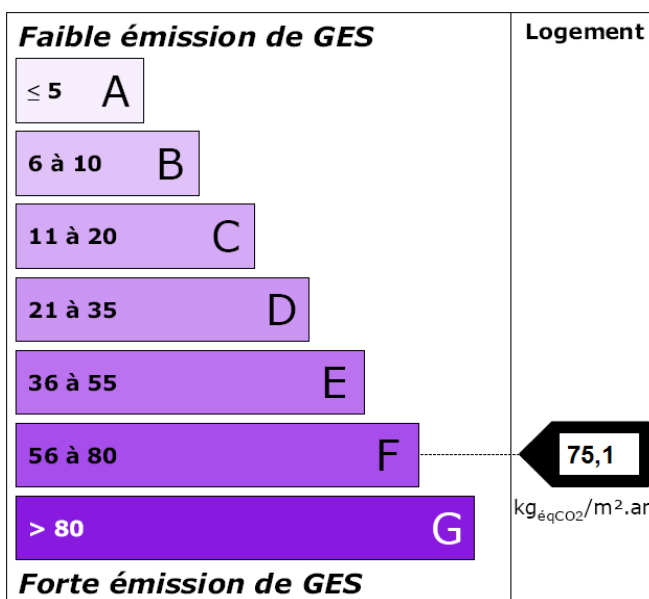 Faible émission de GES
Logement
≤ 5 A
6 à 10 B
11 à 20 C
21 à 35 D
36 à 55 E
56 à 80 F
75,1
kgéqCO2/m².an
> 80 G
Forte émission de GES